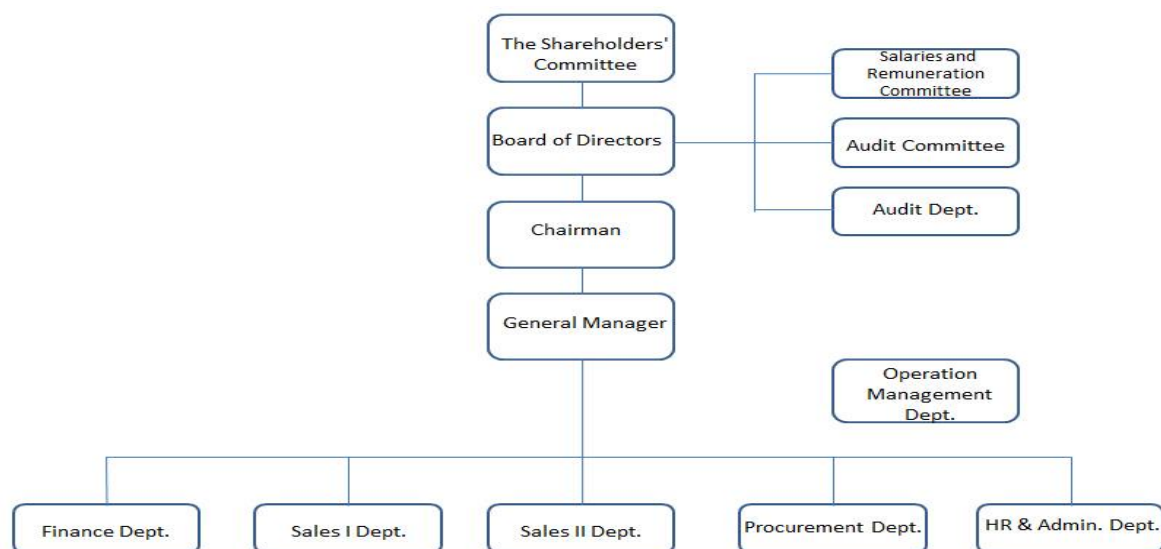 The Shareholders'
Committee
Salaries and
Remuneration
Committee
Board of Directors
Audit Committee
Audit Dept.
Chairman
General Manager
Operation
Management
Dept.
Finance Dept.
Sales I Dept.
Sales II Dept.
Procurement Dept.
HR & Admin. Dept.